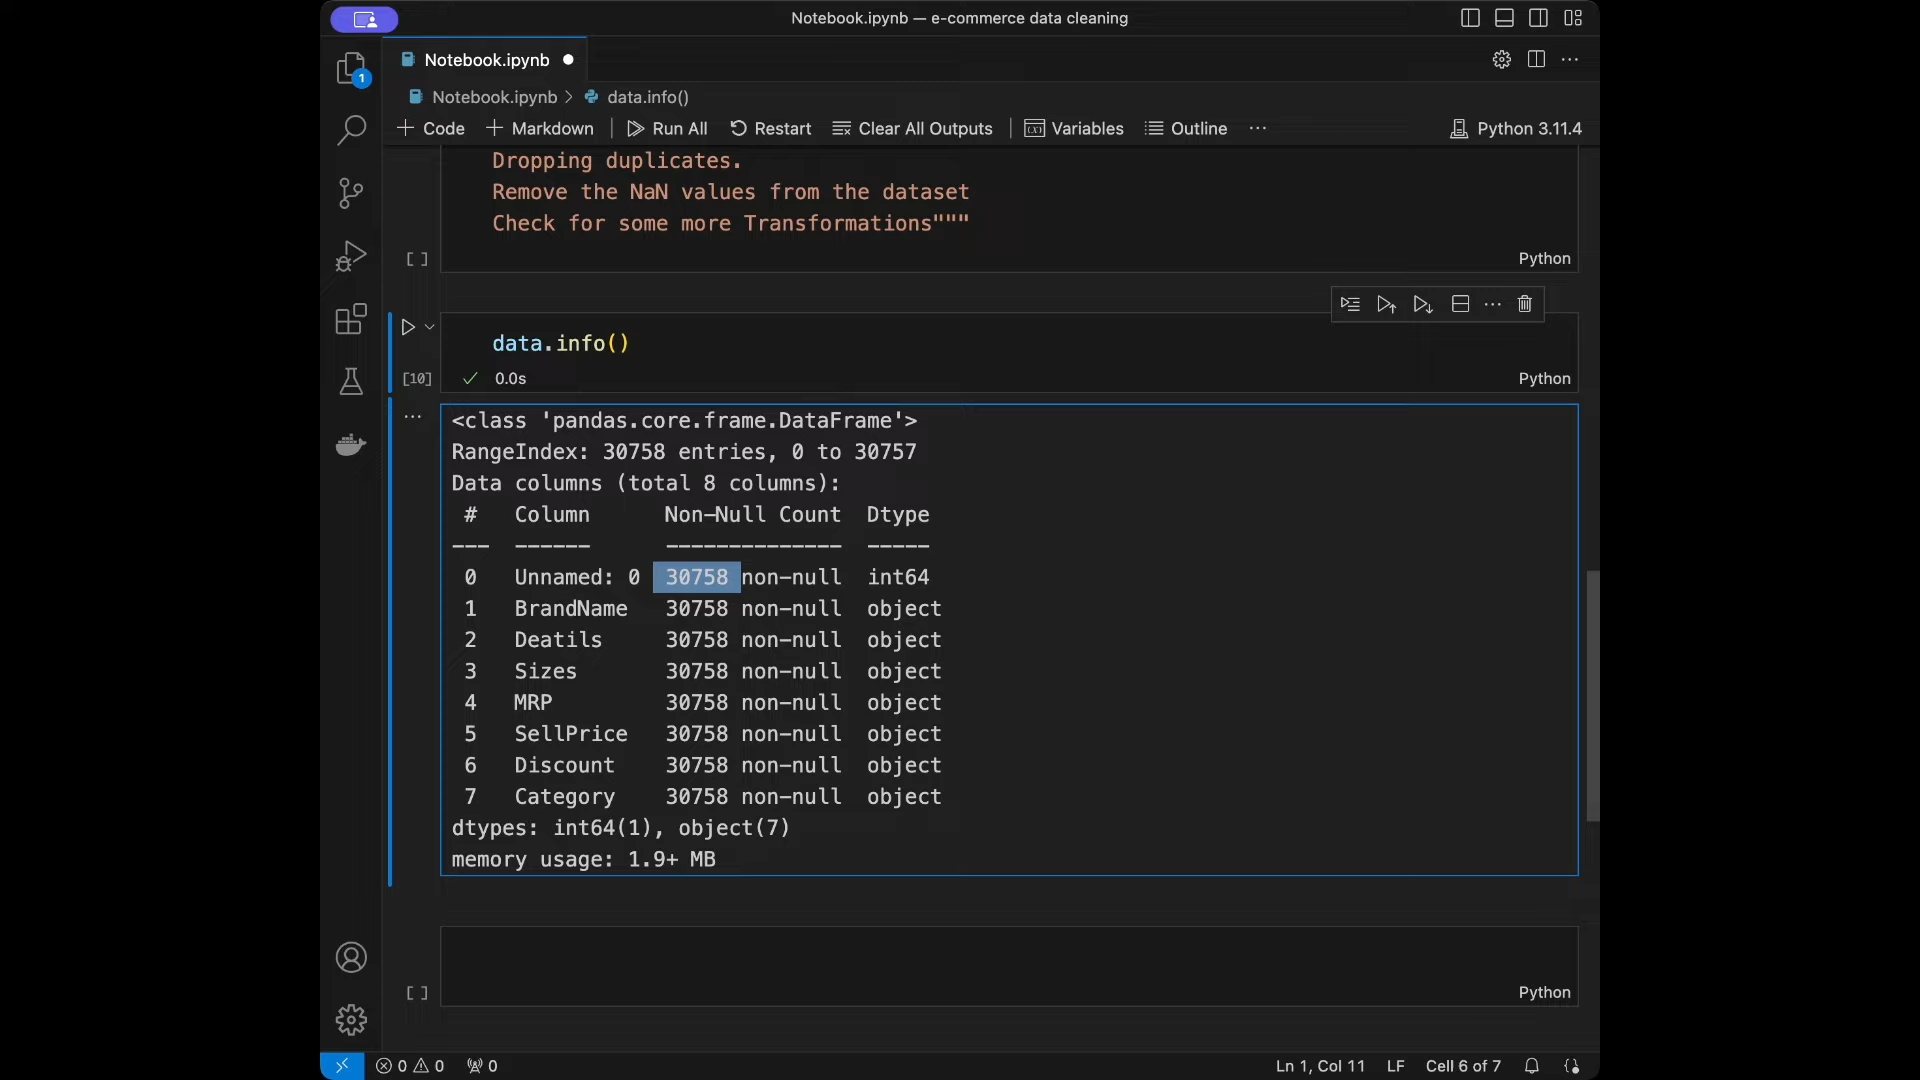 Notebook.ipynb — e-commerce data cleaning
Notebook.ipynb
1
Notebook.ipynb > data.info()
+ Code + Markdown Run All Restart Clear All Outputs Variables Outline ··· Python 3.11.4
Dropping duplicates.
Remove the NaN values from the dataset
Check for some more Transformations"""
[ ] Python
data.info()
[10] 0.0s Python
<class 'pandas.core.frame.DataFrame'>
RangeIndex: 30758 entries, 0 to 30757
Data columns (total 8 columns):
 #   Column      Non-Null Count  Dtype
---  ------      --------------  -----
 0   Unnamed: 0  30758 non-null  int64
 1   BrandName   30758 non-null  object
 2   Deatils     30758 non-null  object
 3   Sizes       30758 non-null  object
 4   MRP         30758 non-null  object
 5   SellPrice   30758 non-null  object
 6   Discount    30758 non-null  object
 7   Category    30758 non-null  object
dtypes: int64(1), object(7)
memory usage: 1.9+ MB
[ ] Python
0 0 0 Ln 1, Col 11 LF Cell 6 of 7